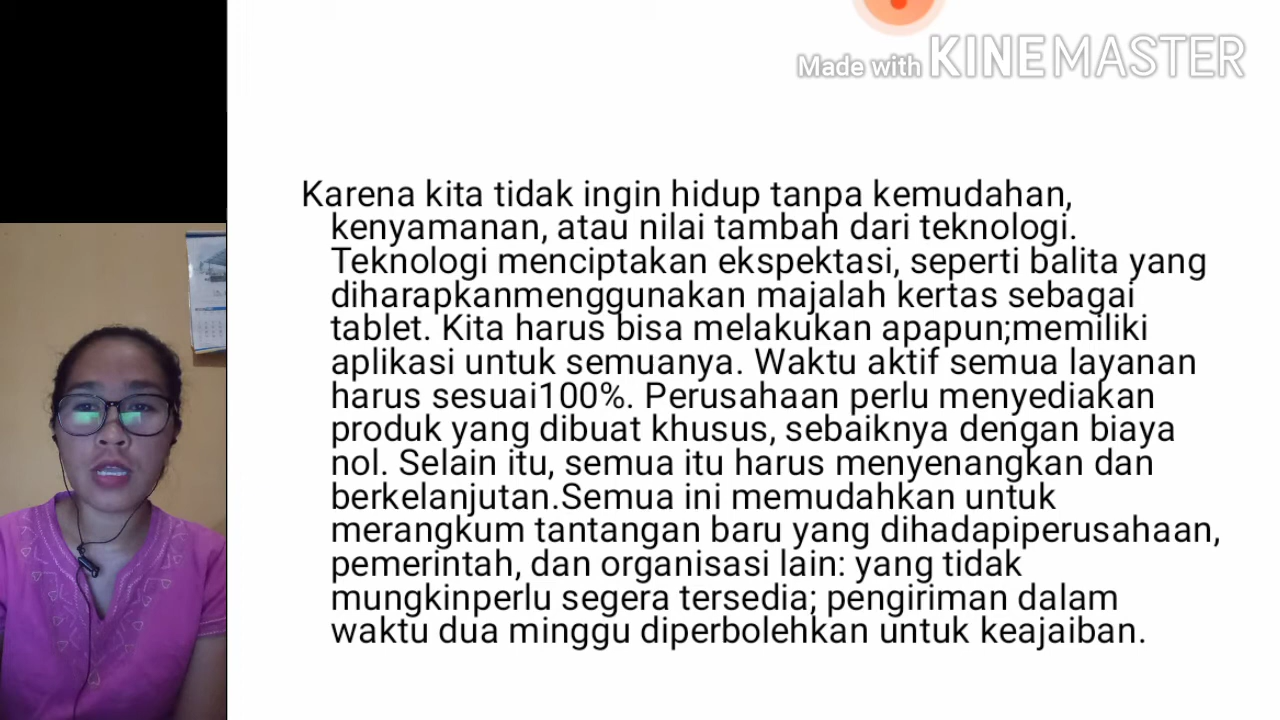 Made with KINEMASTER
Karena kita tidak ingin hidup tanpa kemudahan,
kenyamanan, atau nilai tambah dari teknologi.
Teknologi menciptakan ekspektasi, seperti balita yang
diharapkanmenggunakan majalah kertas sebagai
tablet. Kita harus bisa melakukan apapun;memiliki
aplikasi untuk semuanya. Waktu aktif semua layanan
harus sesuai100%. Perusahaan perlu menyediakan
produk yang dibuat khusus, sebaiknya dengan biaya
nol. Selain itu, semua itu harus menyenangkan dan
berkelanjutan.Semua ini memudahkan untuk
merangkum tantangan baru yang dihadapiperusahaan,
pemerintah, dan organisasi lain: yang tidak
mungkinperlu segera tersedia; pengiriman dalam
waktu dua minggu diperbolehkan untuk keajaiban.